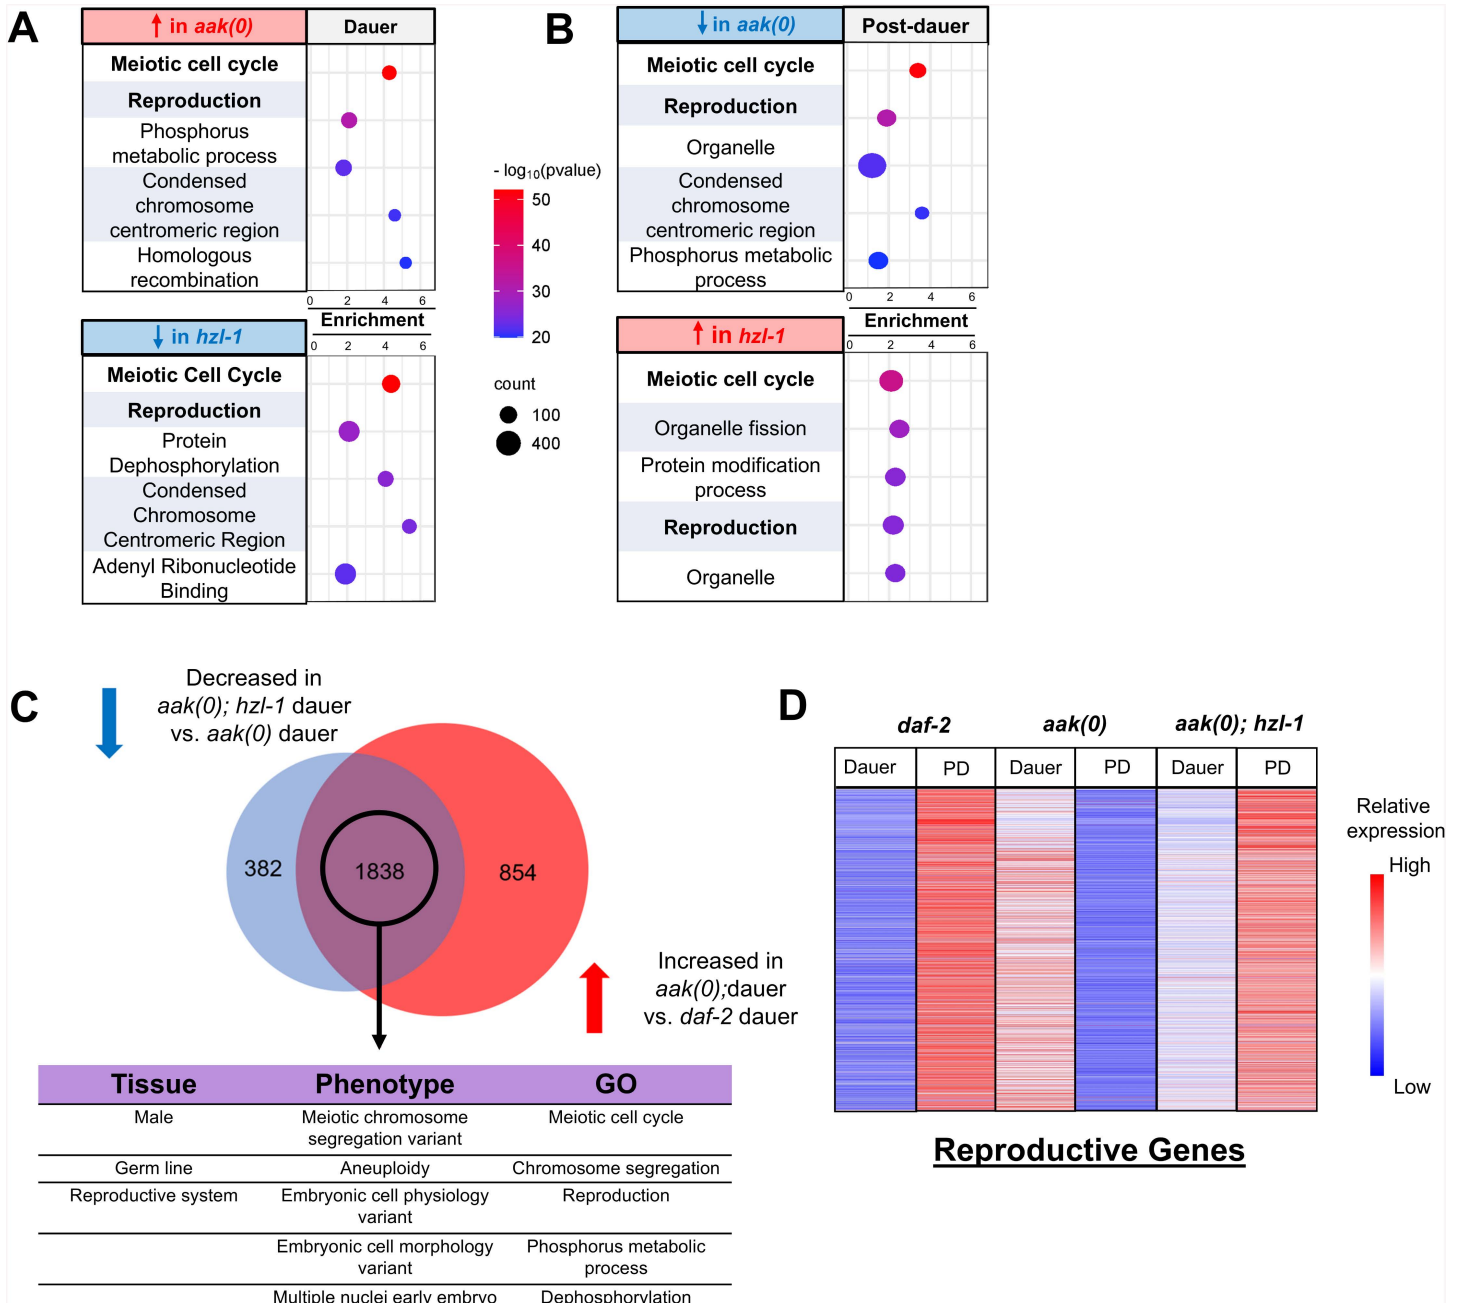 A
↑ in aak(0)
Dauer
Meiotic cell cycle
Reproduction
Phosphorus
metabolic process
Condensed
chromosome
centromeric region
Homologous
recombination
0 2 4 6
Enrichment
↓ in hzl-1
0 2 4 6
Meiotic Cell Cycle
Reproduction
Protein
Dephosphorylation
Condensed
Chromosome
Centromeric Region
Adenyl Ribonucleotide
Binding
- log10(pvalue)
50
40
30
20
count
100
400
B
↓ in aak(0)
Post-dauer
Meiotic cell cycle
Reproduction
Organelle
Condensed
chromosome
centromeric region
Phosphorus metabolic
process
0 2 4 6
Enrichment
↑ in hzl-1
0 2 4 6
Meiotic cell cycle
Organelle fission
Protein modification
process
Reproduction
Organelle
C
Decreased in
aak(0); hzl-1 dauer
vs. aak(0) dauer
382
1838
854
Increased in
aak(0);dauer
vs. daf-2 dauer
Tissue Phenotype GO
Male Meiotic chromosome Meiotic cell cycle
segregation variant
Germ line Aneuploidy Chromosome segregation
Reproductive system Embryonic cell physiology Reproduction
variant
Embryonic cell morphology Phosphorus metabolic
variant process
Multiple nuclei early embryo Dephosphorylation
D
daf-2 aak(0) aak(0); hzl-1
Dauer PD Dauer PD Dauer PD
Relative
expression
High
Low
Reproductive Genes